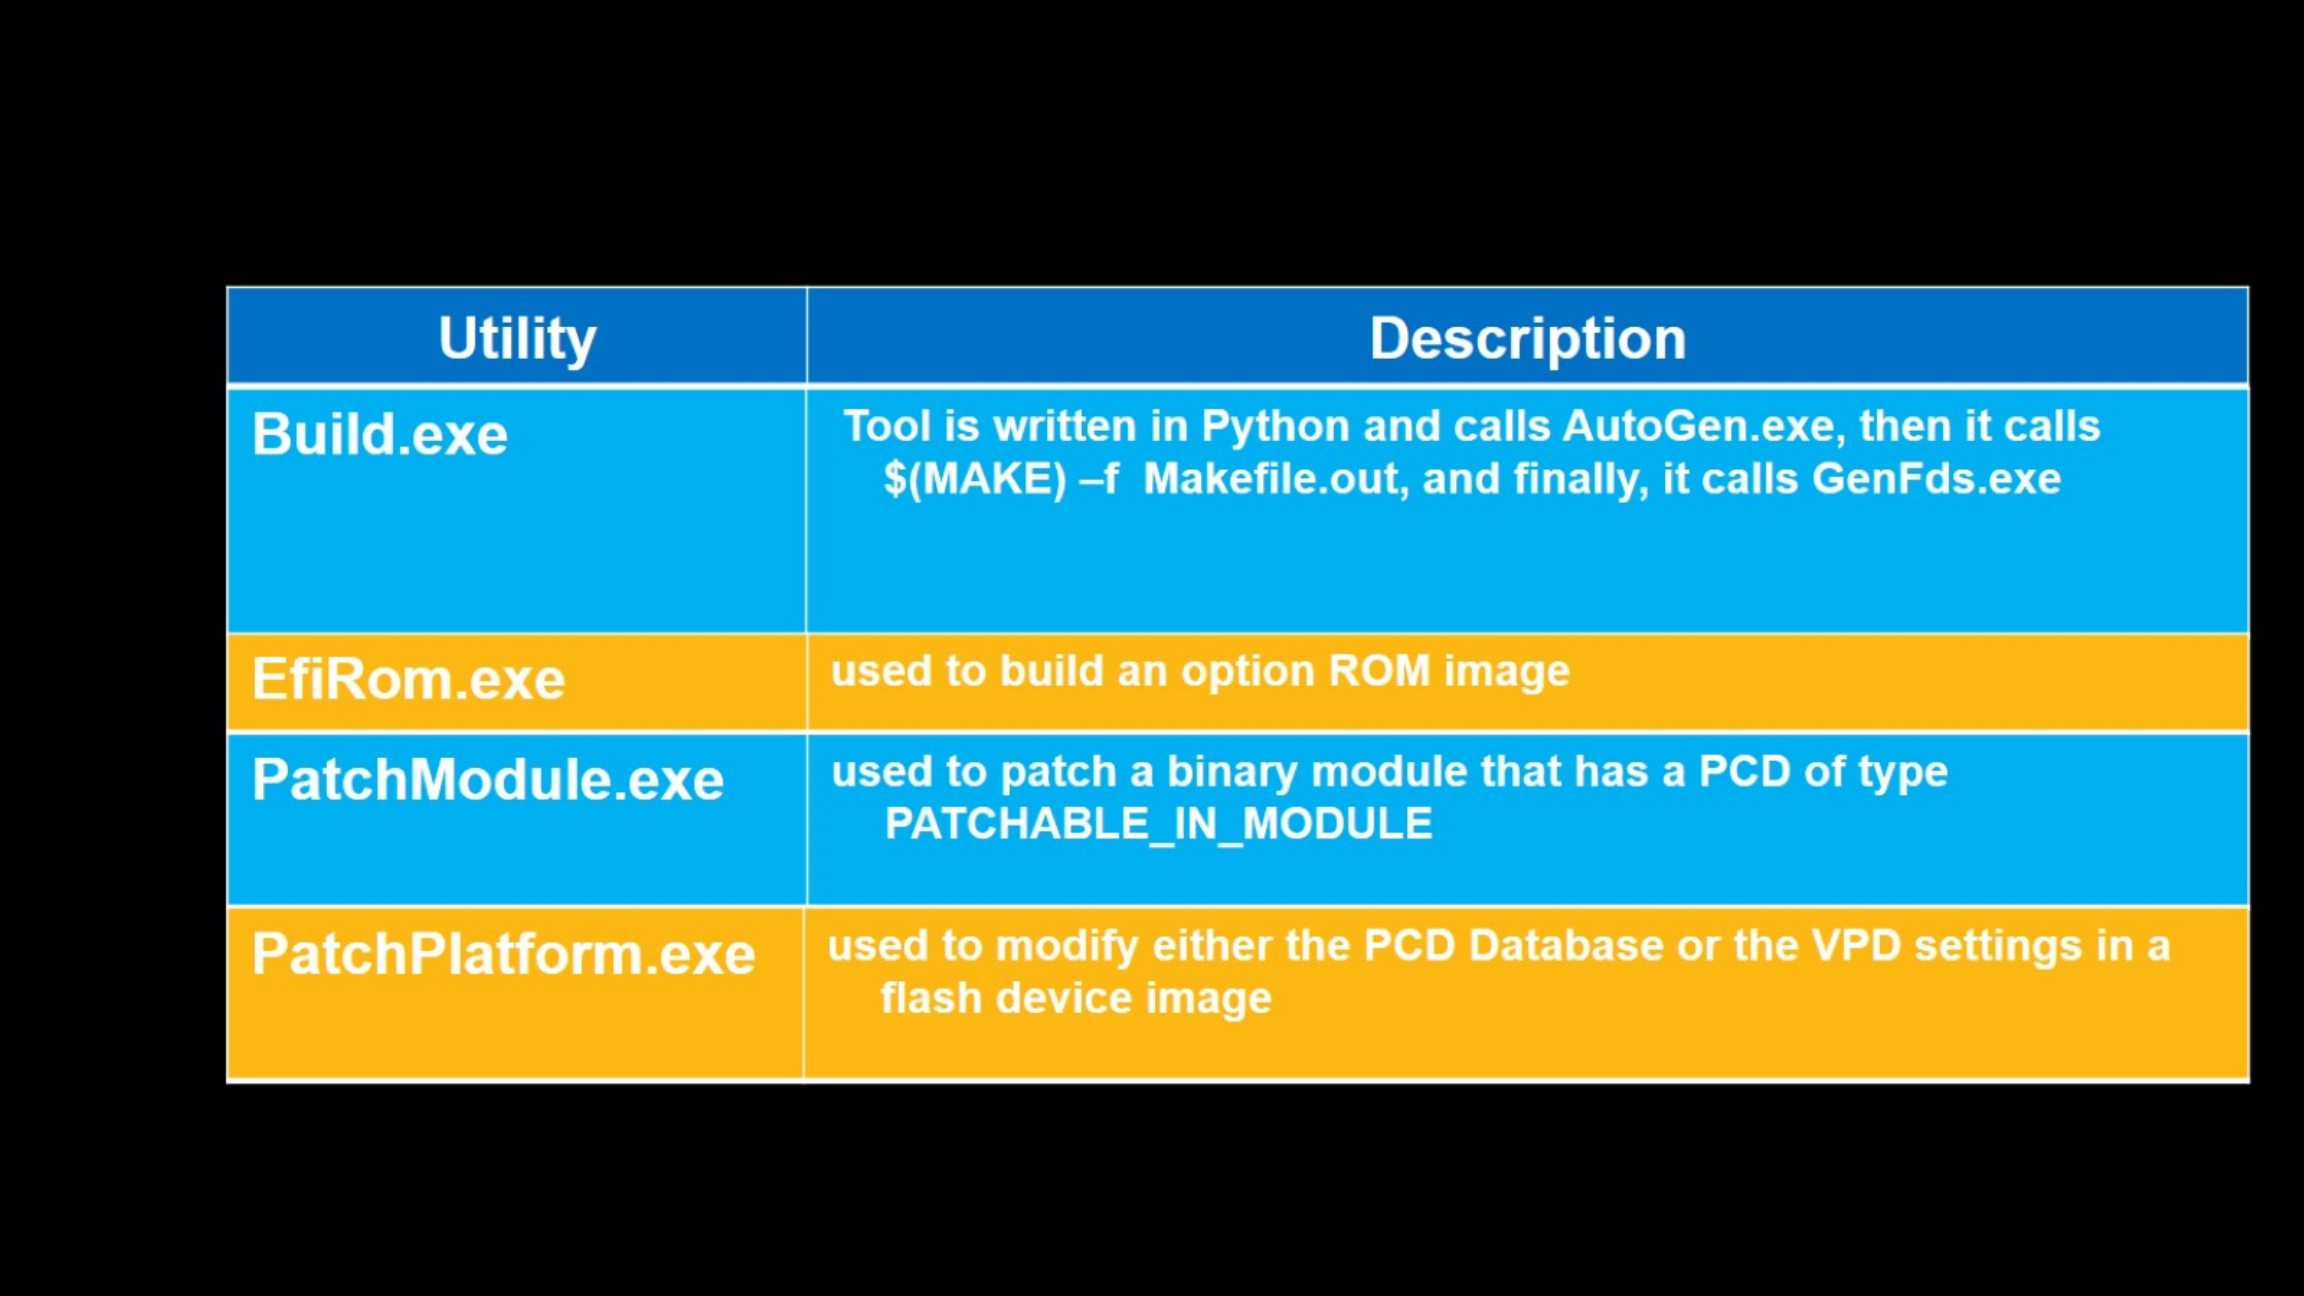 Utility
Description
Build.exe
Tool is written in Python and calls AutoGen.exe, then it calls
$(MAKE) –f  Makefile.out, and finally, it calls GenFds.exe
EfiRom.exe
used to build an option ROM image
PatchModule.exe
used to patch a binary module that has a PCD of type
PATCHABLE_IN_MODULE
PatchPlatform.exe
used to modify either the PCD Database or the VPD settings in a
flash device image